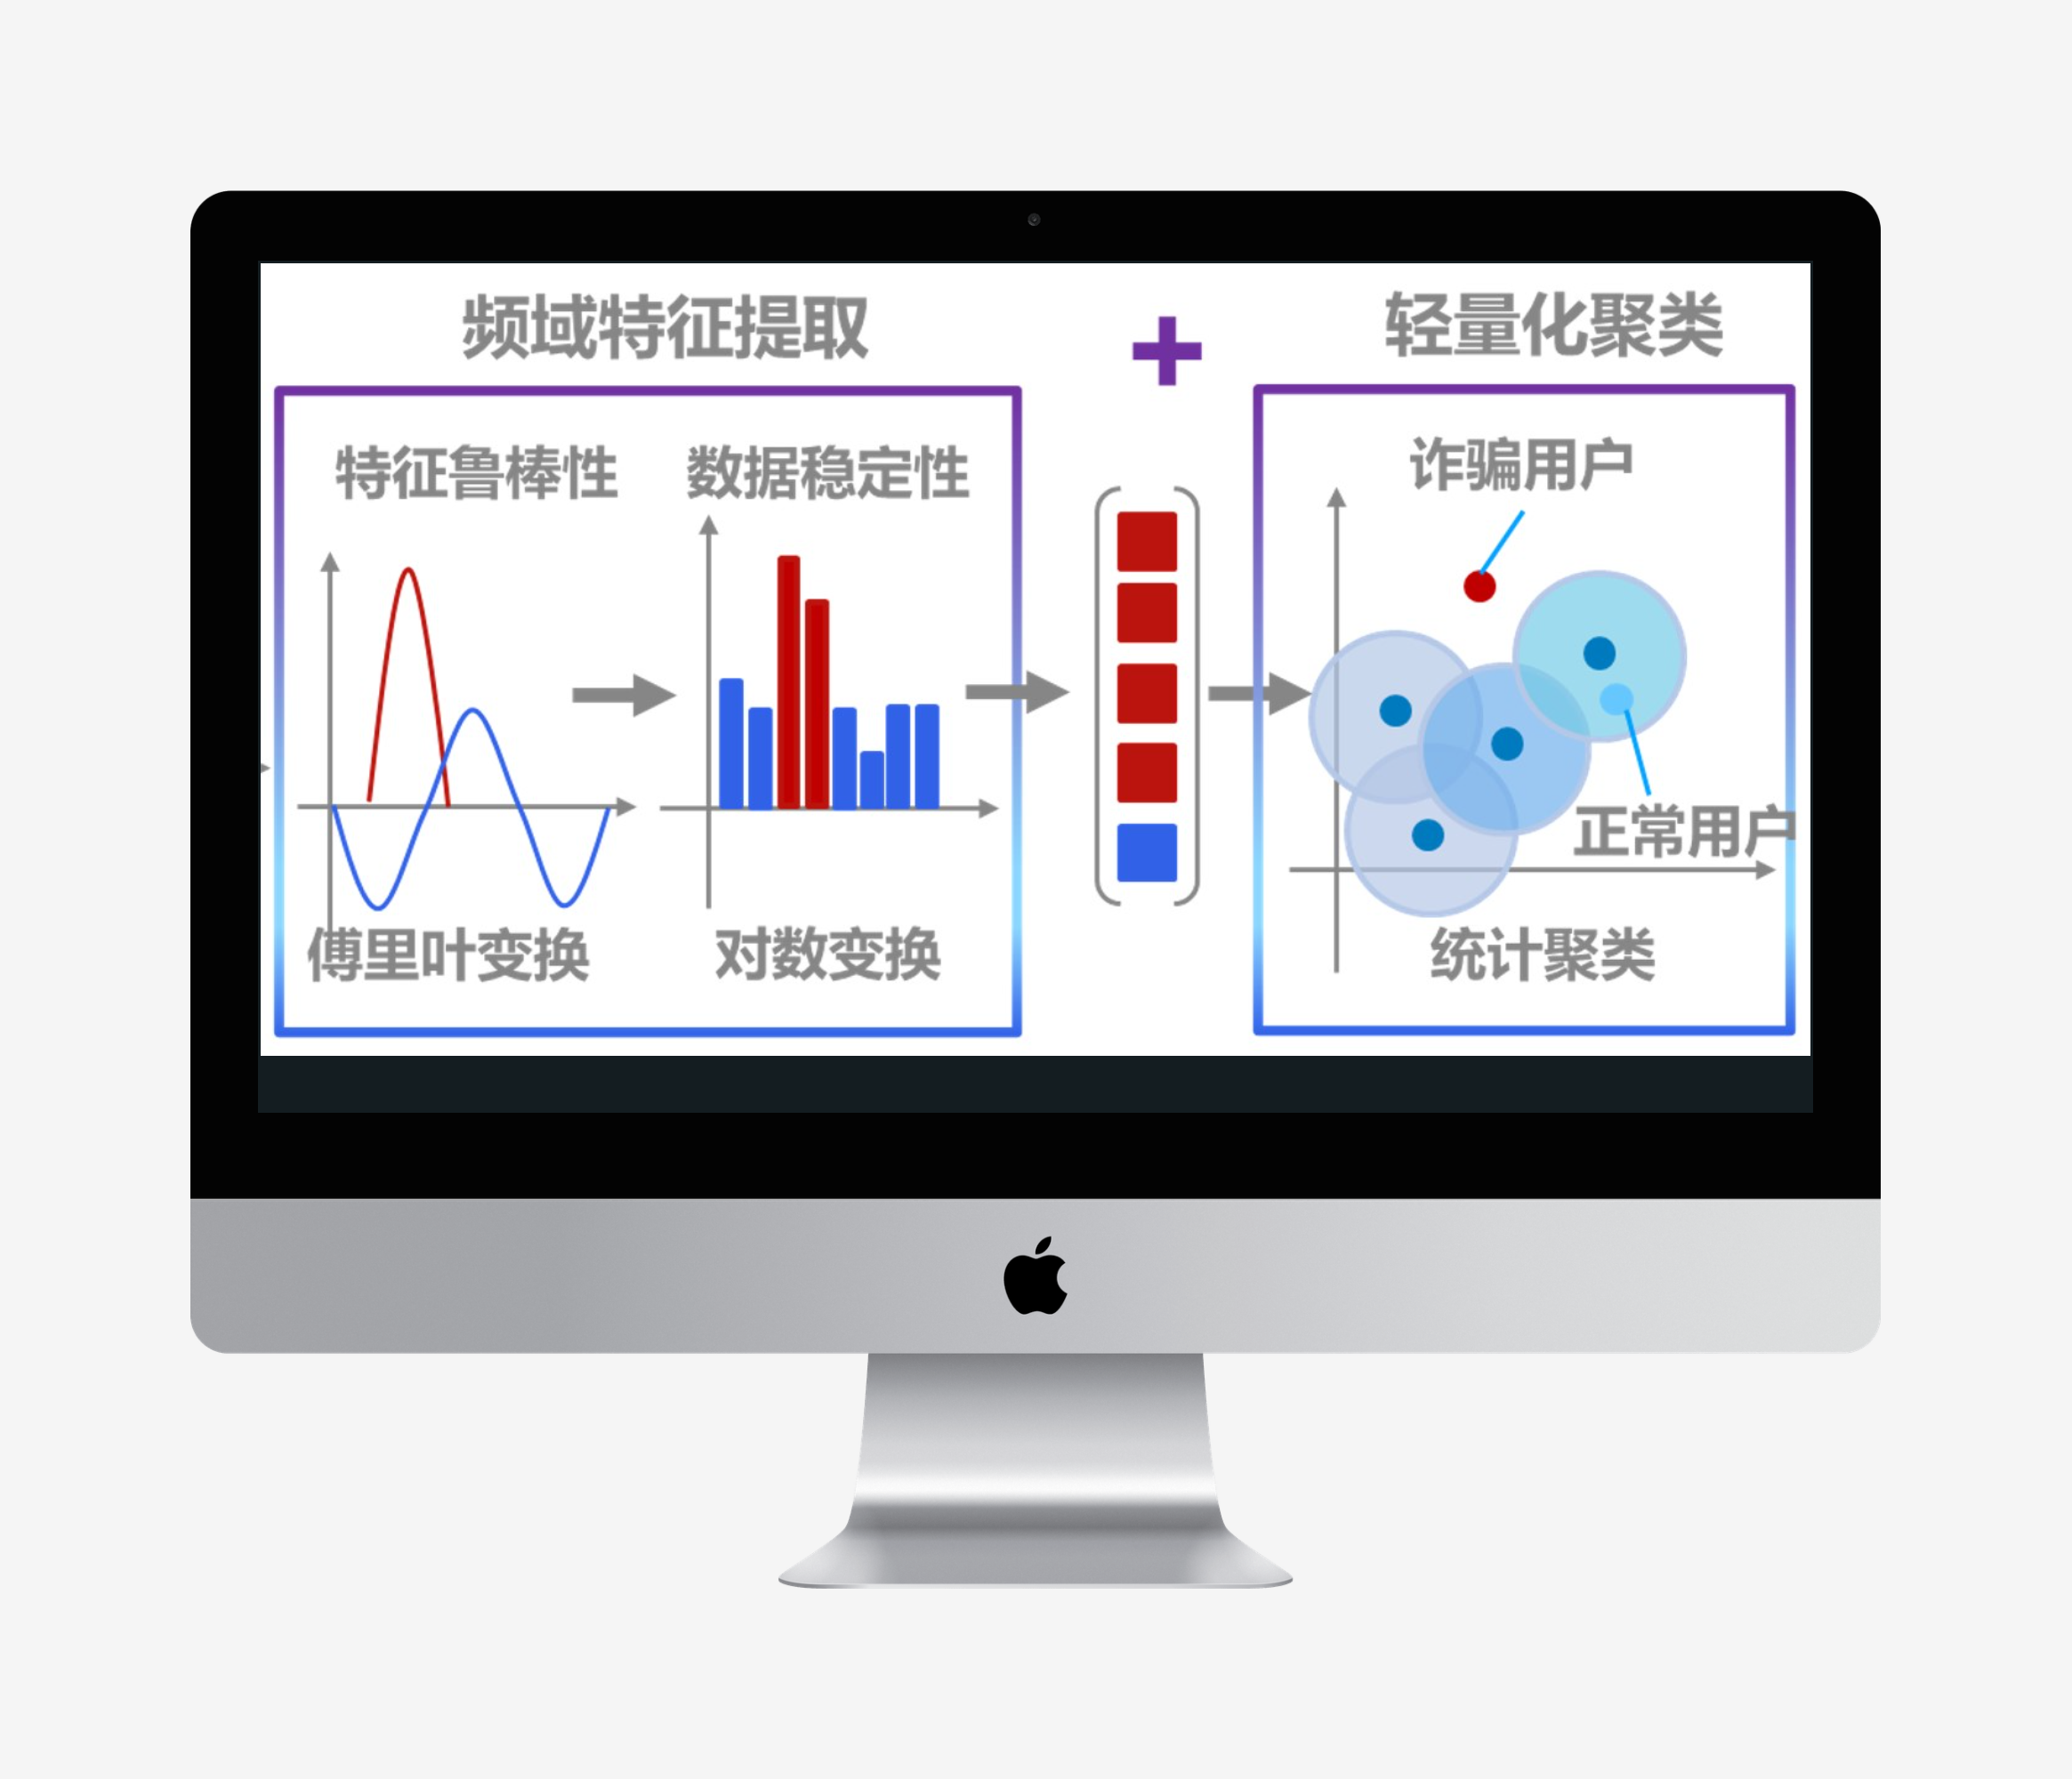 频域特征提取
+
轻量化聚类
特征鲁棒性
数据稳定性
诈骗用户
正常用户
傅里叶变换
对数变换
统计聚类